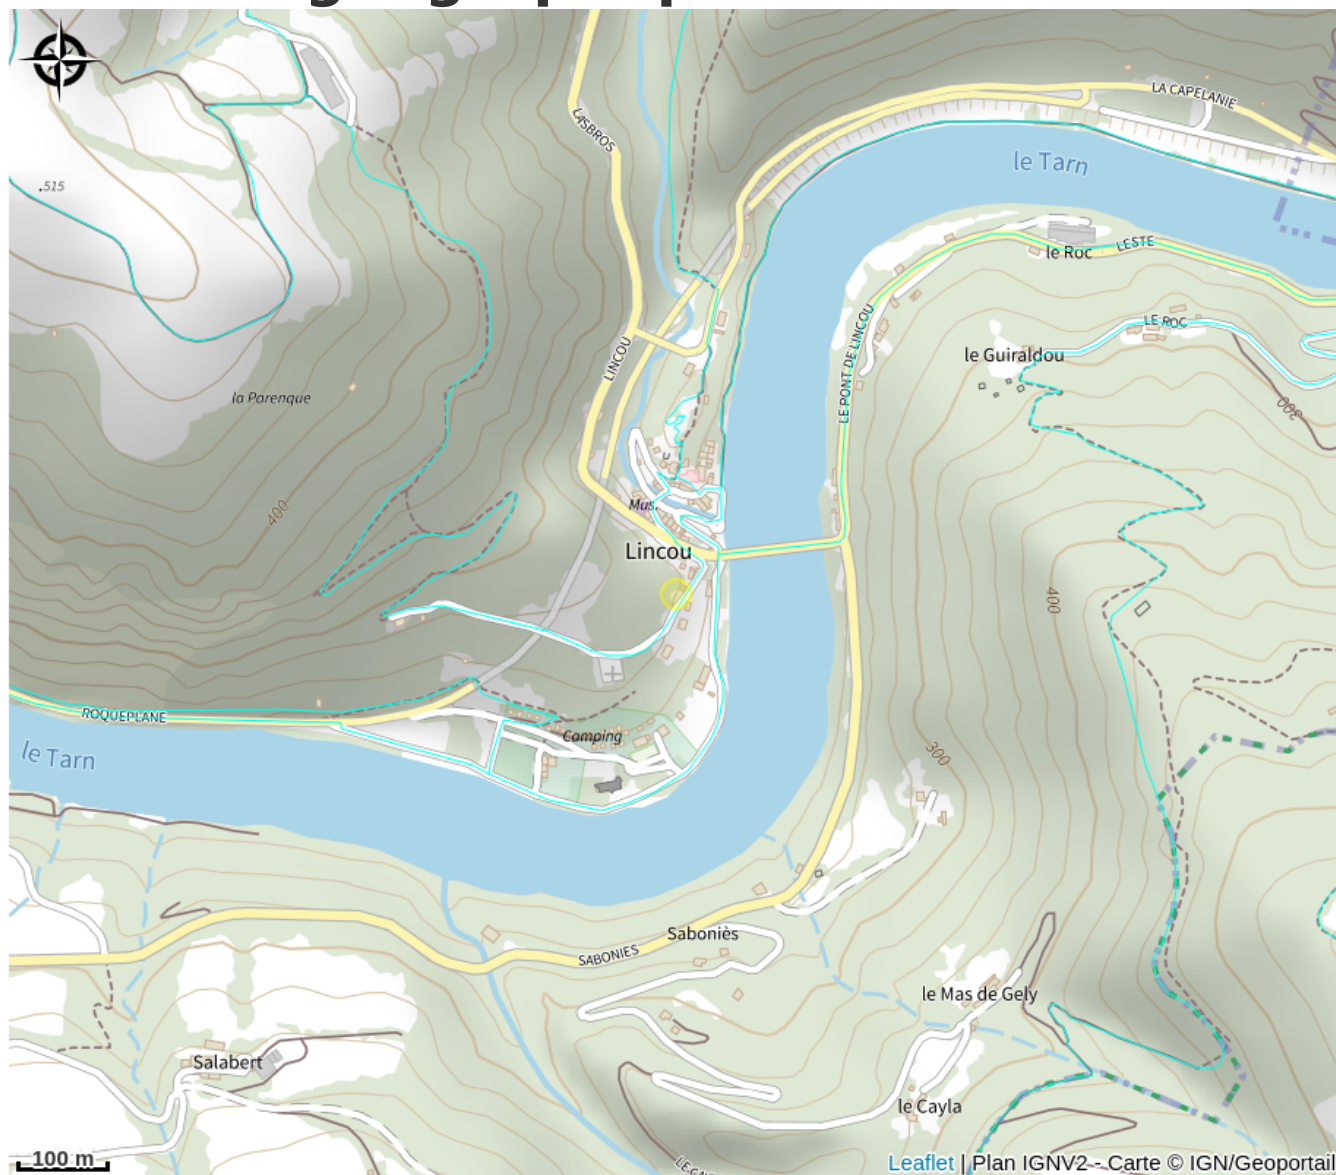 LASBROS
LA CAPELANIE
le Tarn
.515
le Roc
LESTE
LE ROC
le Guiraldou
LINCOU
LE PONT DE LINCOU
la Parenque
300
400
Mus.
Lincou
400
ROQUEPLANE
le Tarn
Camping
300
Saboniès
SABONIES
le Mas de Gely
Salabert
le Cayla
100 m
Leaflet | Plan IGNV2 - Carte © IGN/Geoportail